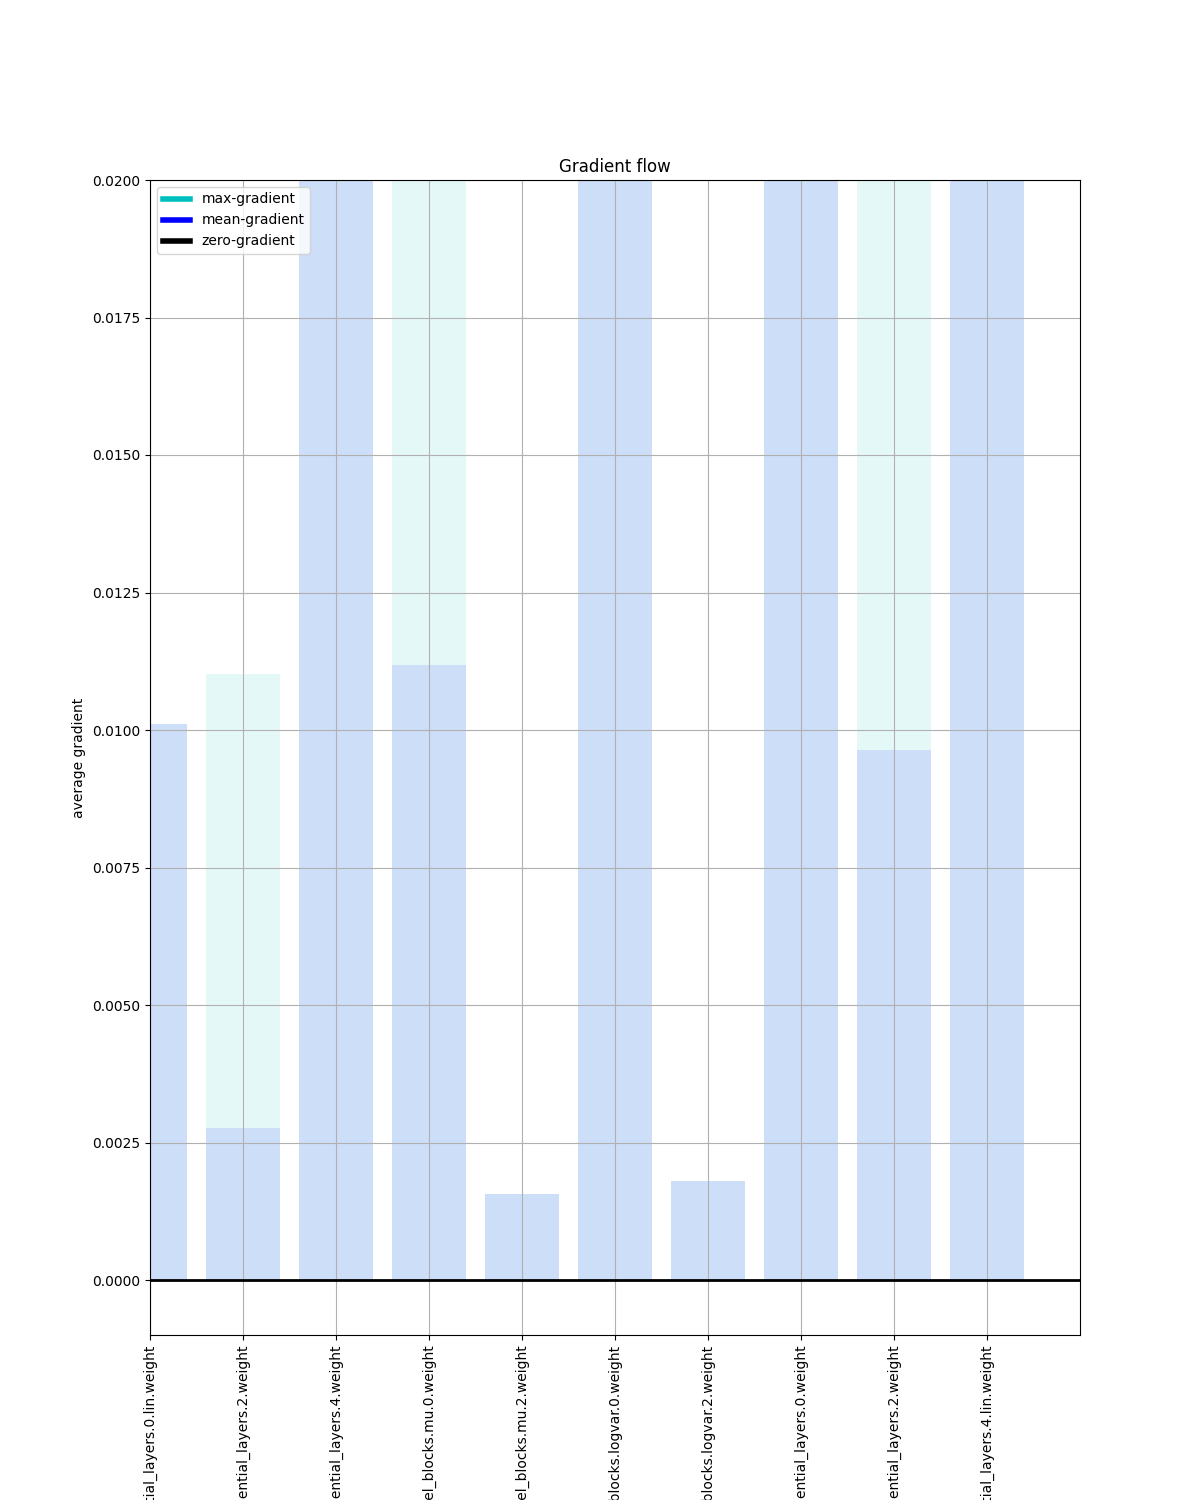 Gradient flow
max-gradient
mean-gradient
zero-gradient
0.0200
0.0175
0.0150
0.0125
0.0100
0.0075
0.0050
0.0025
0.0000
average gradient
tial_layers.0.lin.weight
ential_layers.2.weight
ential_layers.4.weight
el_blocks.mu.0.weight
el_blocks.mu.2.weight
blocks.logvar.0.weight
blocks.logvar.2.weight
ential_layers.0.weight
ential_layers.2.weight
tial_layers.4.lin.weight